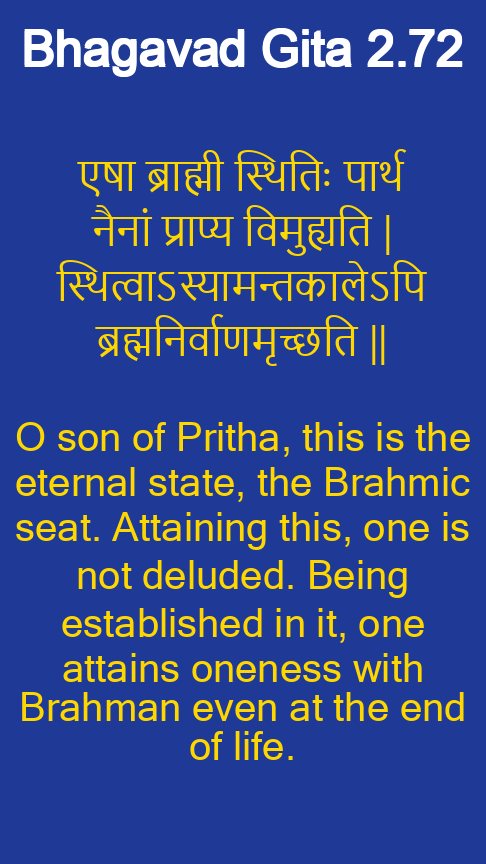 Bhagavad Gita 2.72
एषा ब्राह्मी स्थितिः पार्थ
नैनां प्राप्य विमुह्यति |
स्थित्वाऽस्यामन्तकालेऽपि
ब्रह्मनिर्वाणमृच्छति ||
O son of Pritha, this is the
eternal state, the Brahmic
seat. Attaining this, one is
not deluded. Being
established in it, one
attains oneness with
Brahman even at the end
of life.